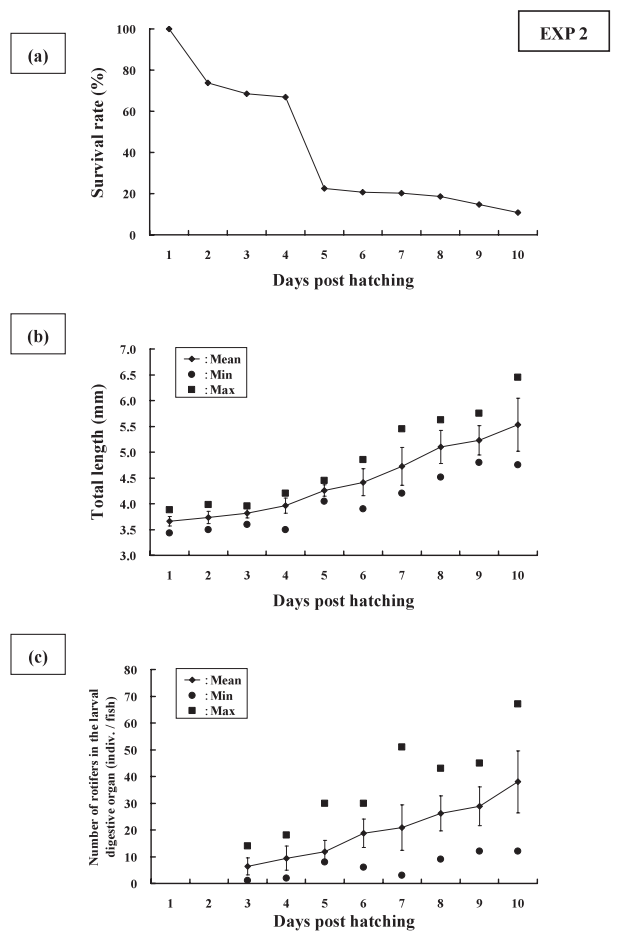 EXP 2
(a)
Survival rate (%)
100
80
60
40
20
0
1 2 3 4 5 6 7 8 9 10
Days post hatching
(b)
Total length (mm)
7.0
6.5
6.0
5.5
5.0
4.5
4.0
3.5
3.0
: Mean
: Min
: Max
1 2 3 4 5 6 7 8 9 10
Days post hatching
(c)
Number of rotifers in the larval
digestive organ (indiv. / fish)
80
70
60
50
40
30
20
10
0
: Mean
: Min
: Max
1 2 3 4 5 6 7 8 9 10
Days post hatching